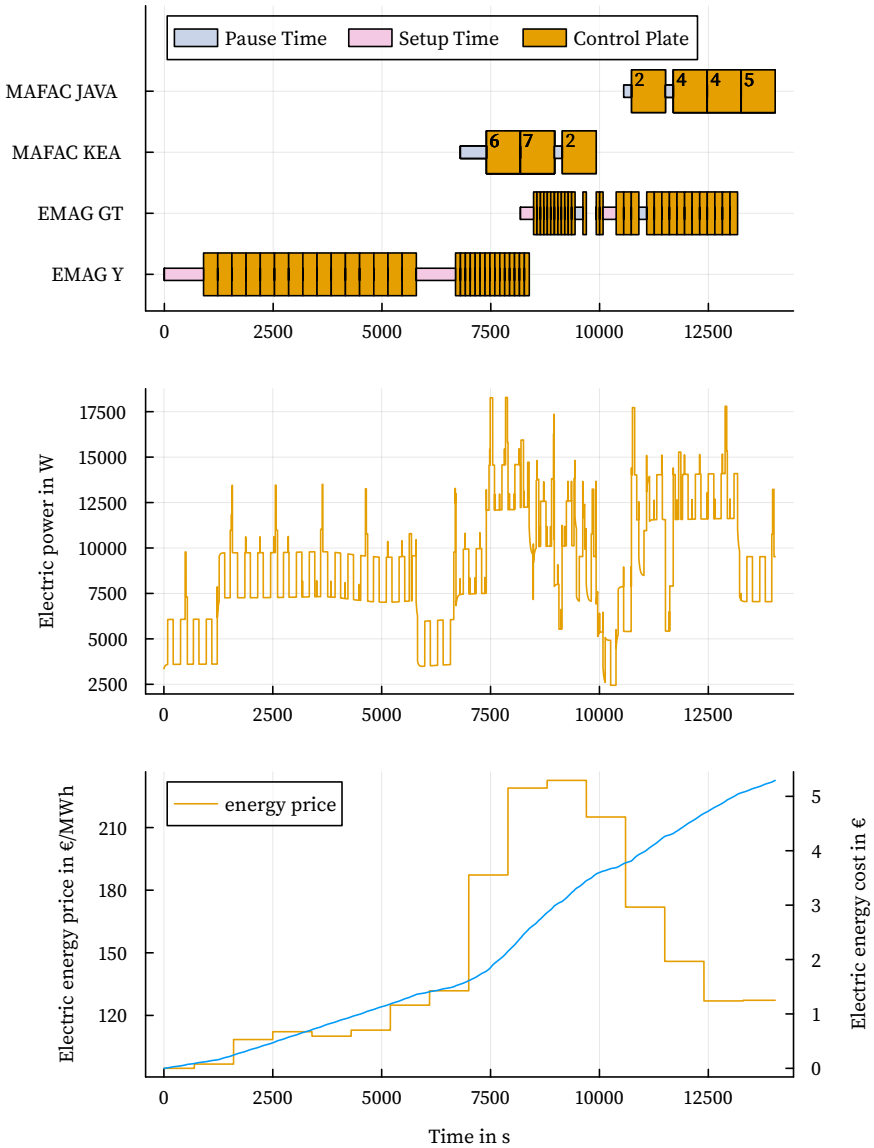 Pause Time Setup Time Control Plate
MAFAC JAVA 2 4 4 5
MAFAC KEA 6 7 2
EMAG GT
EMAG Y
0 2500 5000 7500 10000 12500
Electric power in W
17500
15000
12500
10000
7500
5000
2500
0 2500 5000 7500 10000 12500
Electric energy price in €/MWh
energy price
210
180
150
120
5
4
3
2
1
0
Electric energy cost in €
0 2500 5000 7500 10000 12500
Time in s